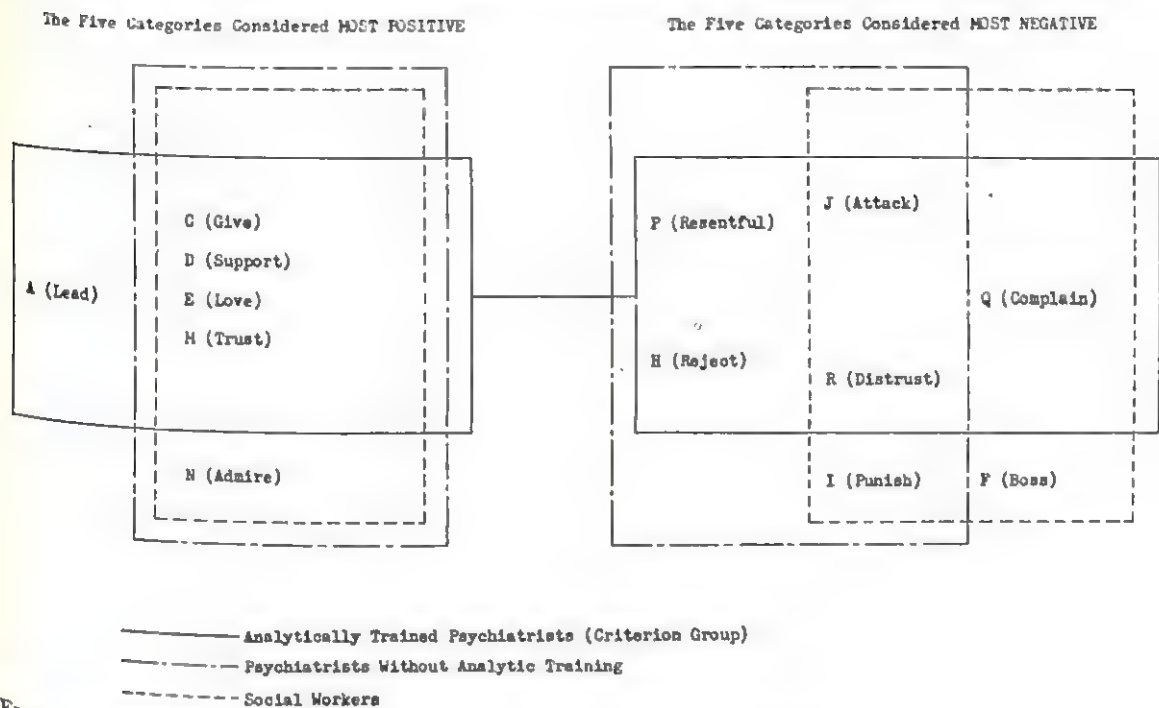 The Five Categories Considered MOST POSITIVE
The Five Categories Considered MOST NEGATIVE
A (Lead)
C (Give)
D (Support)
E (Love)
M (Trust)
N (Admire)
P (Resentful)
H (Reject)
J (Attack)
R (Distrust)
I (Punish)
Q (Complain)
F (Boss)
Analytically Trained Psychiatrists (Criterion Group)
Psychiatrists Without Analytic Training
Social Workers